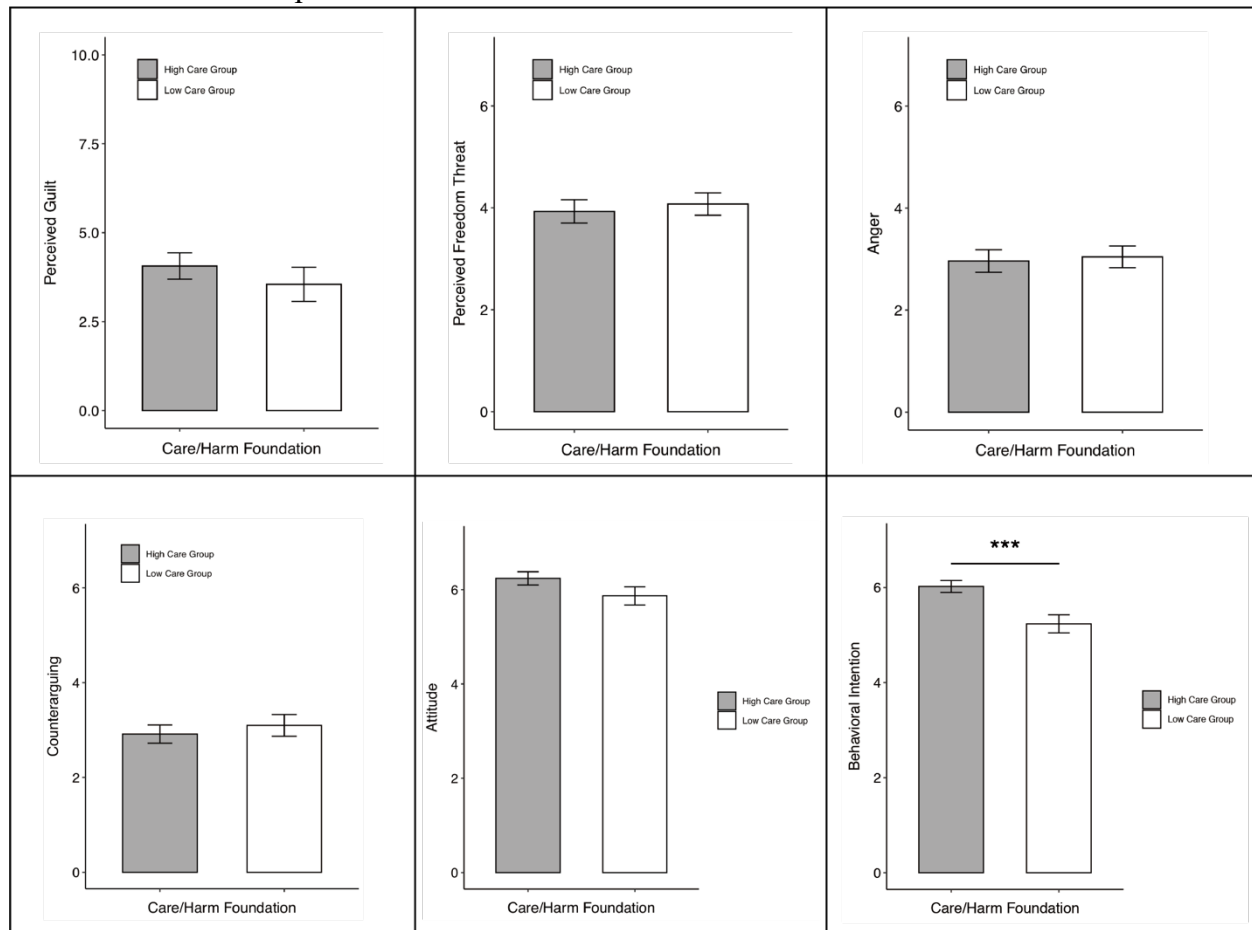 10.0
High Care Group
Low Care Group
7.5
5.0
2.5
0.0
Perceived Guilt
Care/Harm Foundation
High Care Group
Low Care Group
6
4
2
0
Perceived Freedom Threat
Care/Harm Foundation
High Care Group
Low Care Group
6
4
2
0
Anger
Care/Harm Foundation
High Care Group
Low Care Group
6
4
2
0
Counterarguing
Care/Harm Foundation
6
4
2
0
Attitude
High Care Group
Low Care Group
Care/Harm Foundation
***
6
4
2
0
Behavioral Intention
High Care Group
Low Care Group
Care/Harm Foundation